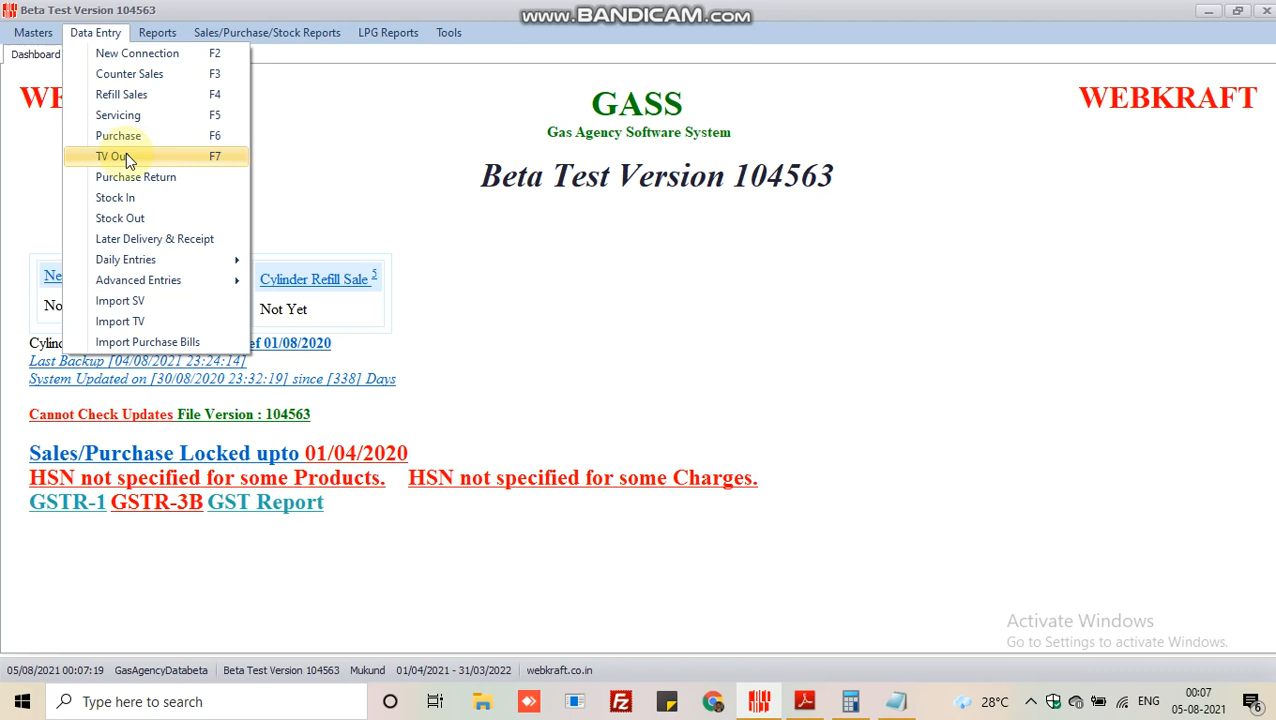 Beta Test Version 104563
www.BANDICAM.com
Masters Data Entry Reports Sales/Purchase/Stock Reports LPG Reports Tools
Dashboard
New Connection F2
Counter Sales F3
Refill Sales F4
Servicing F5
Purchase F6
TV Out F7
Purchase Return
Stock In
Stock Out
Later Delivery & Receipt
Daily Entries
Advanced Entries
Import SV
Import TV
Import Purchase Bills
GASS
WEBKRAFT
Gas Agency Software System
Beta Test Version 104563
Cylinder Refill Sale 5
Not Yet
01/08/2020
Last Backup [04/08/2021 23:24:14]
System Updated on [30/08/2020 23:32:19] since [338] Days
Cannot Check Updates File Version : 104563
Sales/Purchase Locked upto 01/04/2020
HSN not specified for some Products. HSN not specified for some Charges.
GSTR-1 GSTR-3B GST Report
Activate Windows
Go to Settings to activate Windows.
05/08/2021 00:07:19 GasAgencyDatabeta Beta Test Version 104563 Mukund 01/04/2021 - 31/03/2022 webkraft.co.in
Type here to search
28°C ENG 00:07
05-08-2021 6